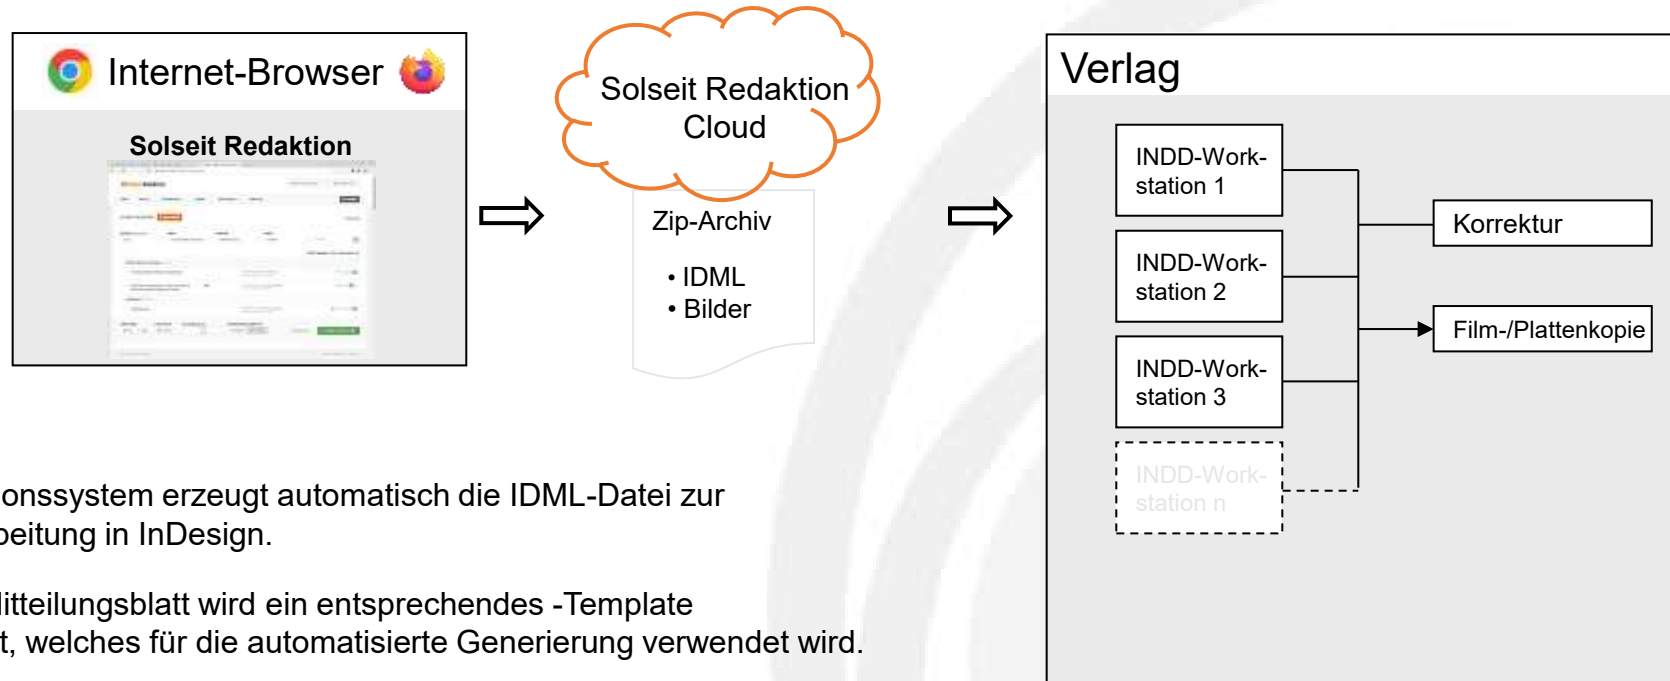 Internet-Browser
Solseit Redaktion
Solseit Redaktion
Cloud
Zip-Archiv
• IDML
• Bilder
Verlag
INDD-Work-
station 1
INDD-Work-
station 2
INDD-Work-
station 3
INDD-Work-
station n
Korrektur
Film-/Plattenkopie
onssystem erzeugt automatisch die IDML-Datei zur
beitung in InDesign.
litteilungsblatt wird ein entsprechendes -Template
t, welches für die automatisierte Generierung verwendet wird.